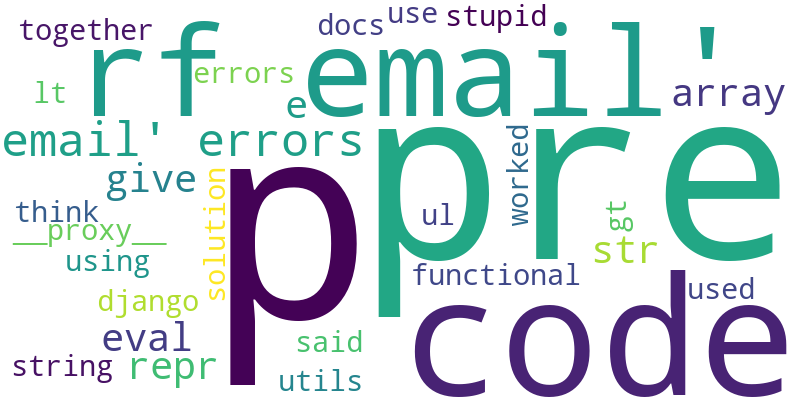 together
docs
use
stupid
rf
errors
email'
lt
e
array
email'
errors
p
pre
give
solution
worked
think
__proxy__
ul
gt
using
str
functional
django
code
used
eval
said
string
repr
utils